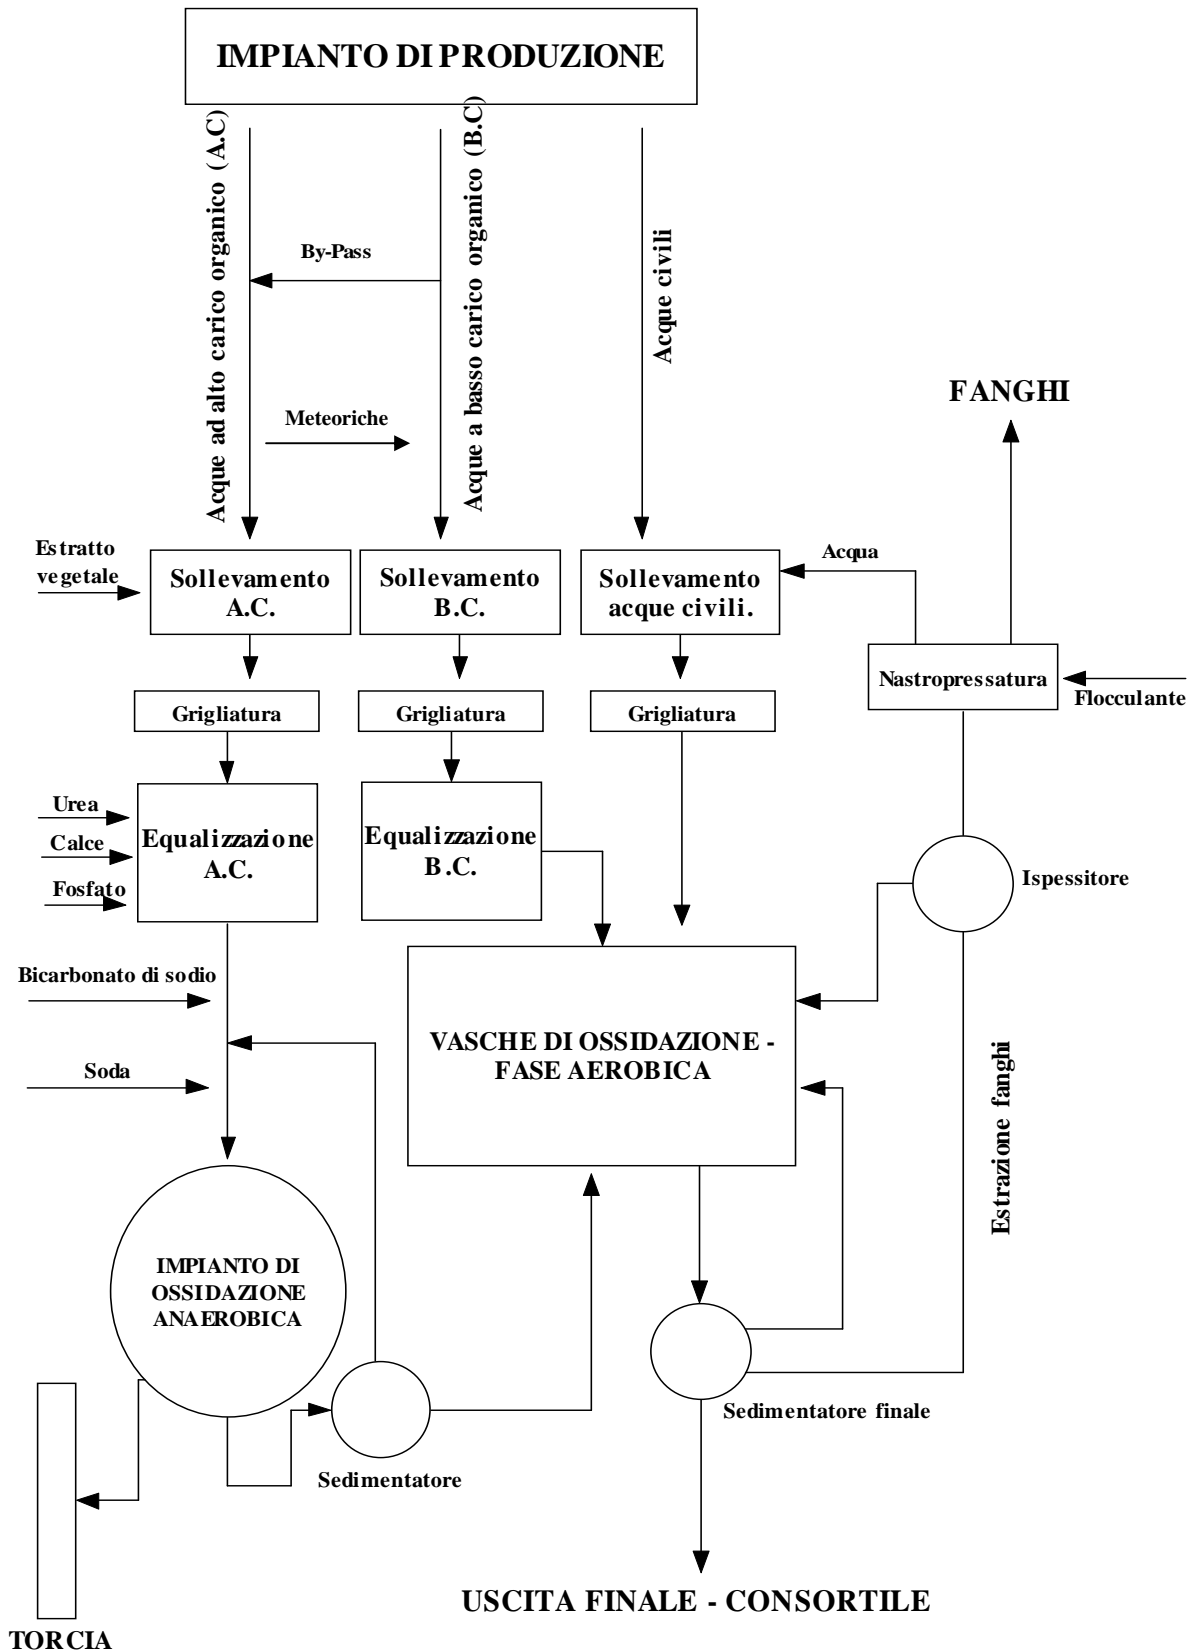 IMPIANTO DI PRODUZIONE
Acque ad alto carico organico (A.C)
Acque a basso carico organico (B.C)
Acque civili
By-Pass
Meteoriche
FANGHI
Estratto
vegetale
Sollevamento
A.C.
Sollevamento
B.C.
Sollevamento
acque civili.
Acqua
Nastropressatura
Flocculante
Grigliatura
Grigliatura
Grigliatura
Urea
Calce
Fosfato
Equalizzazione
A.C.
Equalizzazione
B.C.
Ispessitore
Bicarbonato di sodio
Soda
VASCHE DI OSSIDAZIONE -
FASE AEROBICA
Estrazione fanghi
IMPIANTO DI
OSSIDAZIONE
ANAEROBICA
Sedimentatore
Sedimentatore finale
USCITA FINALE - CONSORTILE
TORCIA